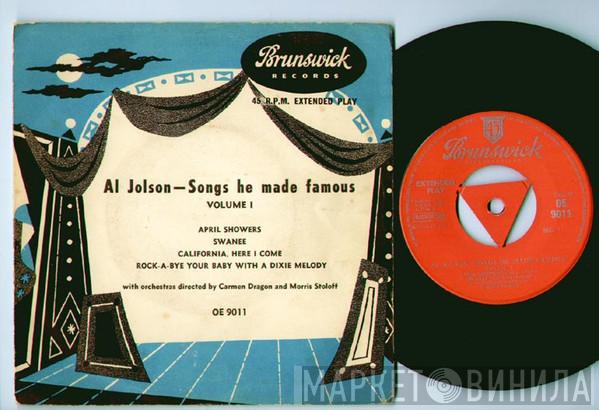 Brunswick
RECORDS
45 R.P.M. EXTENDED PLAY
Al Jolson—Songs he made famous
VOLUME I
APRIL SHOWERS
SWANEE
CALIFORNIA, HERE I COME
ROCK-A-BYE YOUR BABY WITH A DIXIE MELODY
with orchestras directed by Carmen Dragon and Morris Stoloff
OE 9011
Brunswick
EXTENDED
PLAY
OE
9011
МАРКЕТОВИНИЛА